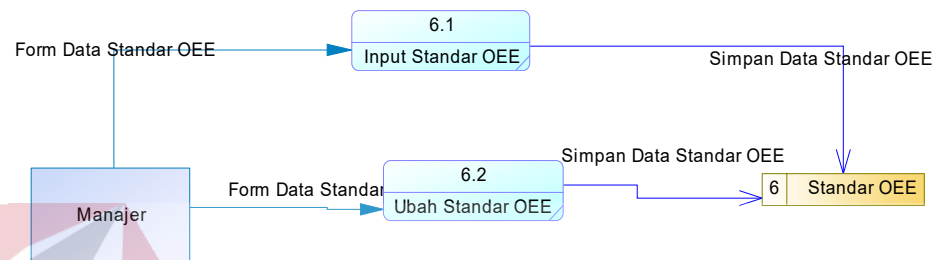 6.1
Form Data Standar OEE
Input Standar OEE
Simpan Data Standar OEE
Simpan Data Standar OEE
6.2
Form Data Standar
6 Standar OEE
Ubah Standar OEE
Manajer